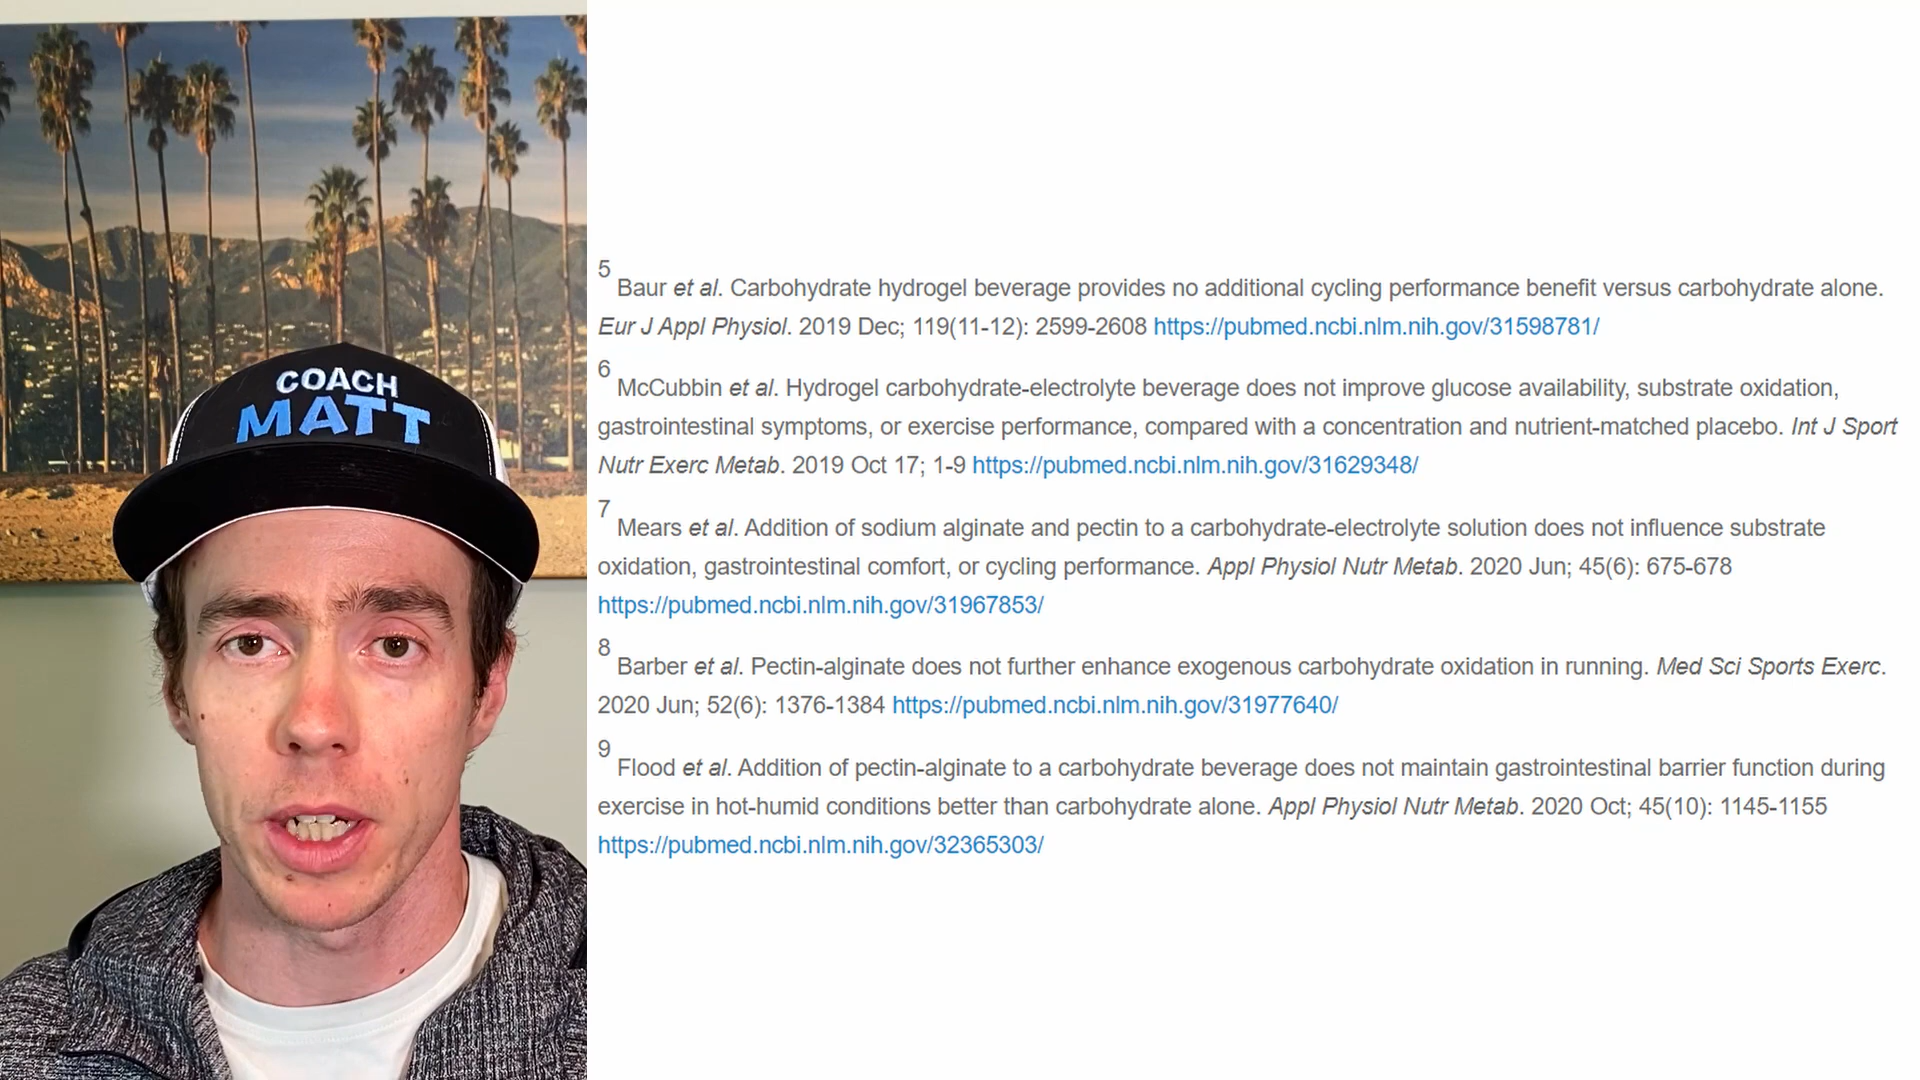 COACH
MATT
5
Baur et al. Carbohydrate hydrogel beverage provides no additional cycling performance benefit versus carbohydrate alone.
Eur J Appl Physiol. 2019 Dec; 119(11-12): 2599-2608 https://pubmed.ncbi.nlm.nih.gov/31598781/
6
McCubbin et al. Hydrogel carbohydrate-electrolyte beverage does not improve glucose availability, substrate oxidation,
gastrointestinal symptoms, or exercise performance, compared with a concentration and nutrient-matched placebo. Int J Sport
Nutr Exerc Metab. 2019 Oct 17; 1-9 https://pubmed.ncbi.nlm.nih.gov/31629348/
7
Mears et al. Addition of sodium alginate and pectin to a carbohydrate-electrolyte solution does not influence substrate
oxidation, gastrointestinal comfort, or cycling performance. Appl Physiol Nutr Metab. 2020 Jun; 45(6): 675-678
https://pubmed.ncbi.nlm.nih.gov/31967853/
8
Barber et al. Pectin-alginate does not further enhance exogenous carbohydrate oxidation in running. Med Sci Sports Exerc.
2020 Jun; 52(6): 1376-1384 https://pubmed.ncbi.nlm.nih.gov/31977640/
9
Flood et al. Addition of pectin-alginate to a carbohydrate beverage does not maintain gastrointestinal barrier function during
exercise in hot-humid conditions better than carbohydrate alone. Appl Physiol Nutr Metab. 2020 Oct; 45(10): 1145-1155
https://pubmed.ncbi.nlm.nih.gov/32365303/